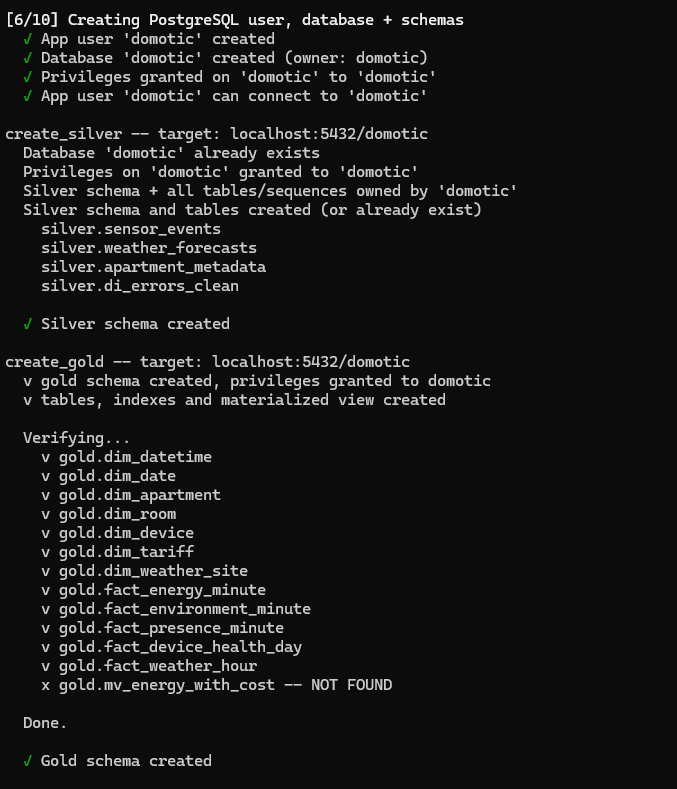 [6/10] Creating PostgreSQL user, database + schemas
✓ App user 'domotic' created
✓ Database 'domotic' created (owner: domotic)
✓ Privileges granted on 'domotic' to 'domotic'
✓ App user 'domotic' can connect to 'domotic'
create_silver -- target: localhost:5432/domotic
Database 'domotic' already exists
Privileges on 'domotic' granted to 'domotic'
Silver schema + all tables/sequences owned by 'domotic'
Silver schema and tables created (or already exist)
silver.sensor_events
silver.weather_forecasts
silver.apartment_metadata
silver.di_errors_clean
✓ Silver schema created
create_gold -- target: localhost:5432/domotic
v gold schema created, privileges granted to domotic
v tables, indexes and materialized view created
Verifying...
v gold.dim_datetime
v gold.dim_date
v gold.dim_apartment
v gold.dim_room
v gold.dim_device
v gold.dim_tariff
v gold.dim_weather_site
v gold.fact_energy_minute
v gold.fact_environment_minute
v gold.fact_presence_minute
v gold.fact_device_health_day
v gold.fact_weather_hour
x gold.mv_energy_with_cost -- NOT FOUND
Done.
✓ Gold schema created